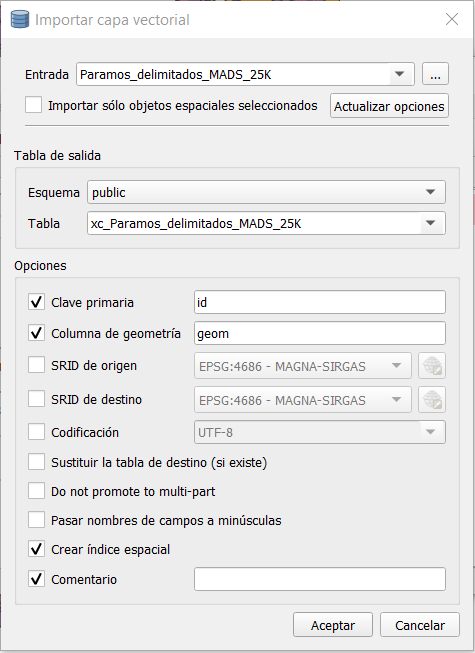 Importar capa vectorial
Entrada Paramos_delimitados_MADS_25K ...
Importar sólo objetos espaciales seleccionados Actualizar opciones
Tabla de salida
Esquema public
Tabla xc_Paramos_delimitados_MADS_25K
Opciones
Clave primaria id
Columna de geometría geom
SRID de origen EPSG:4686 - MAGNA-SIRGAS
SRID de destino EPSG:4686 - MAGNA-SIRGAS
Codificación UTF-8
Sustituir la tabla de destino (si existe)
Do not promote to multi-part
Pasar nombres de campos a minúsculas
Crear índice espacial
Comentario
Aceptar Cancelar